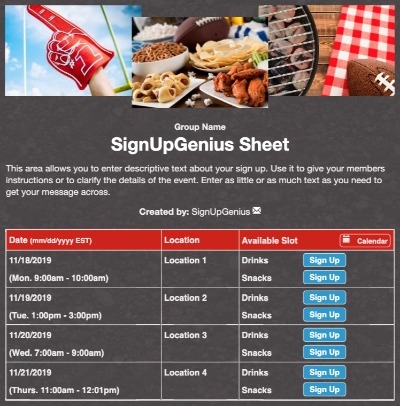 Group Name
SignUpGenius Sheet
This area allows you to enter descriptive text about your sign up. Use it to give your members
instructions or to clarify the details of the event. Enter as little or as much text as you need to
get your message across.
Created by: SignUpGenius
Date (mm/dd/yyyy EST) Location Available Slot Calendar
11/18/2019 Location 1 Drinks Sign Up
(Mon. 9:00am - 10:00am) Snacks Sign Up
11/19/2019 Location 2 Drinks Sign Up
(Tue. 1:00pm - 3:00pm) Snacks Sign Up
11/20/2019 Location 3 Drinks Sign Up
(Wed. 7:00am - 9:00am) Snacks Sign Up
11/21/2019 Location 4 Drinks Sign Up
(Thurs. 11:00am - 12:01pm) Snacks Sign Up